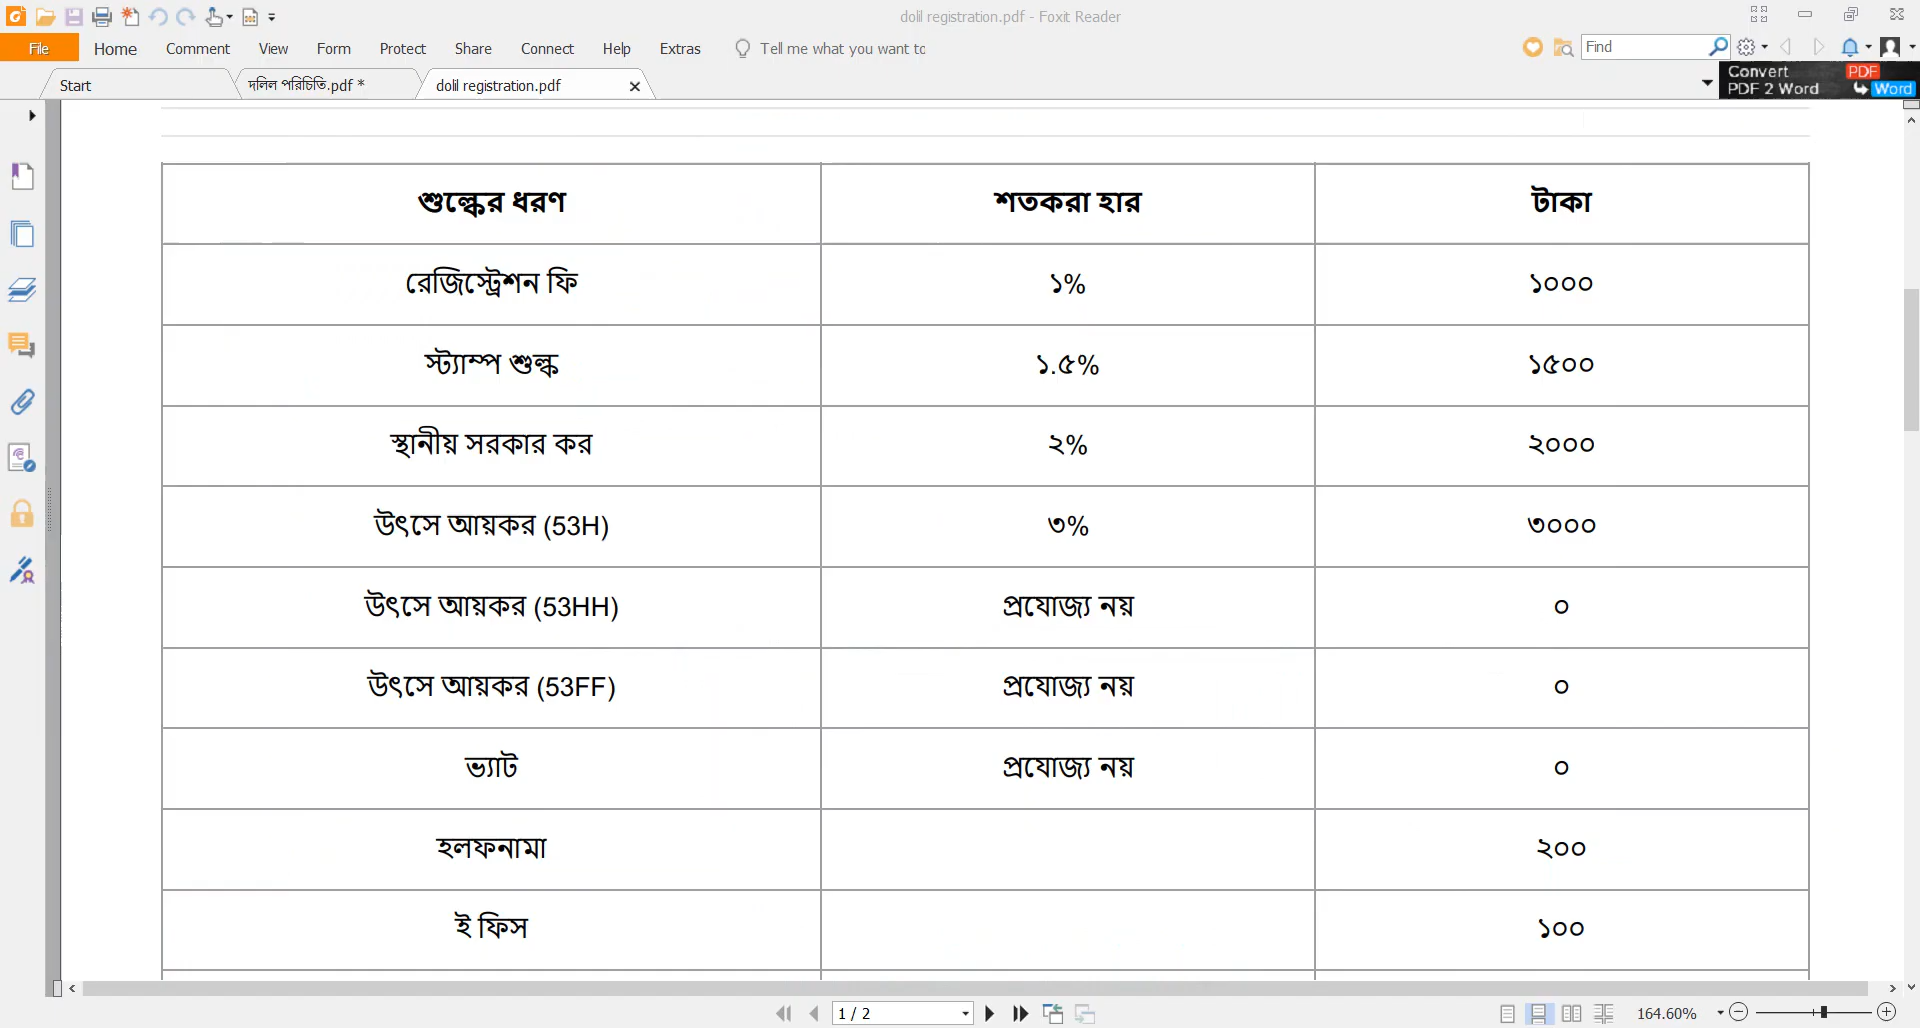 dolil registration.pdf - Foxit Reader
File Home Comment View Form Protect Share Connect Help Extras Tell me what you want to Find
Start দলিল পরিচিতি.pdf * dolil registration.pdf
Convert PDF
PDF 2 Word Word
শুল্কের ধরণ শতকরা হার টাকা
রেজিস্ট্রেশন ফি ১% ১০০০
স্ট্যাম্প শুল্ক ১.৫% ১৫০০
স্থানীয় সরকার কর ২% ২০০০
উৎসে আয়কর (53H) ৩% ৩০০০
উৎসে আয়কর (53HH) প্রযোজ্য নয় ০
উৎসে আয়কর (53FF) প্রযোজ্য নয় ০
ভ্যাট প্রযোজ্য নয় ০
হলফনামা ২০০
ই ফিস ১০০
1 / 2 164.60%